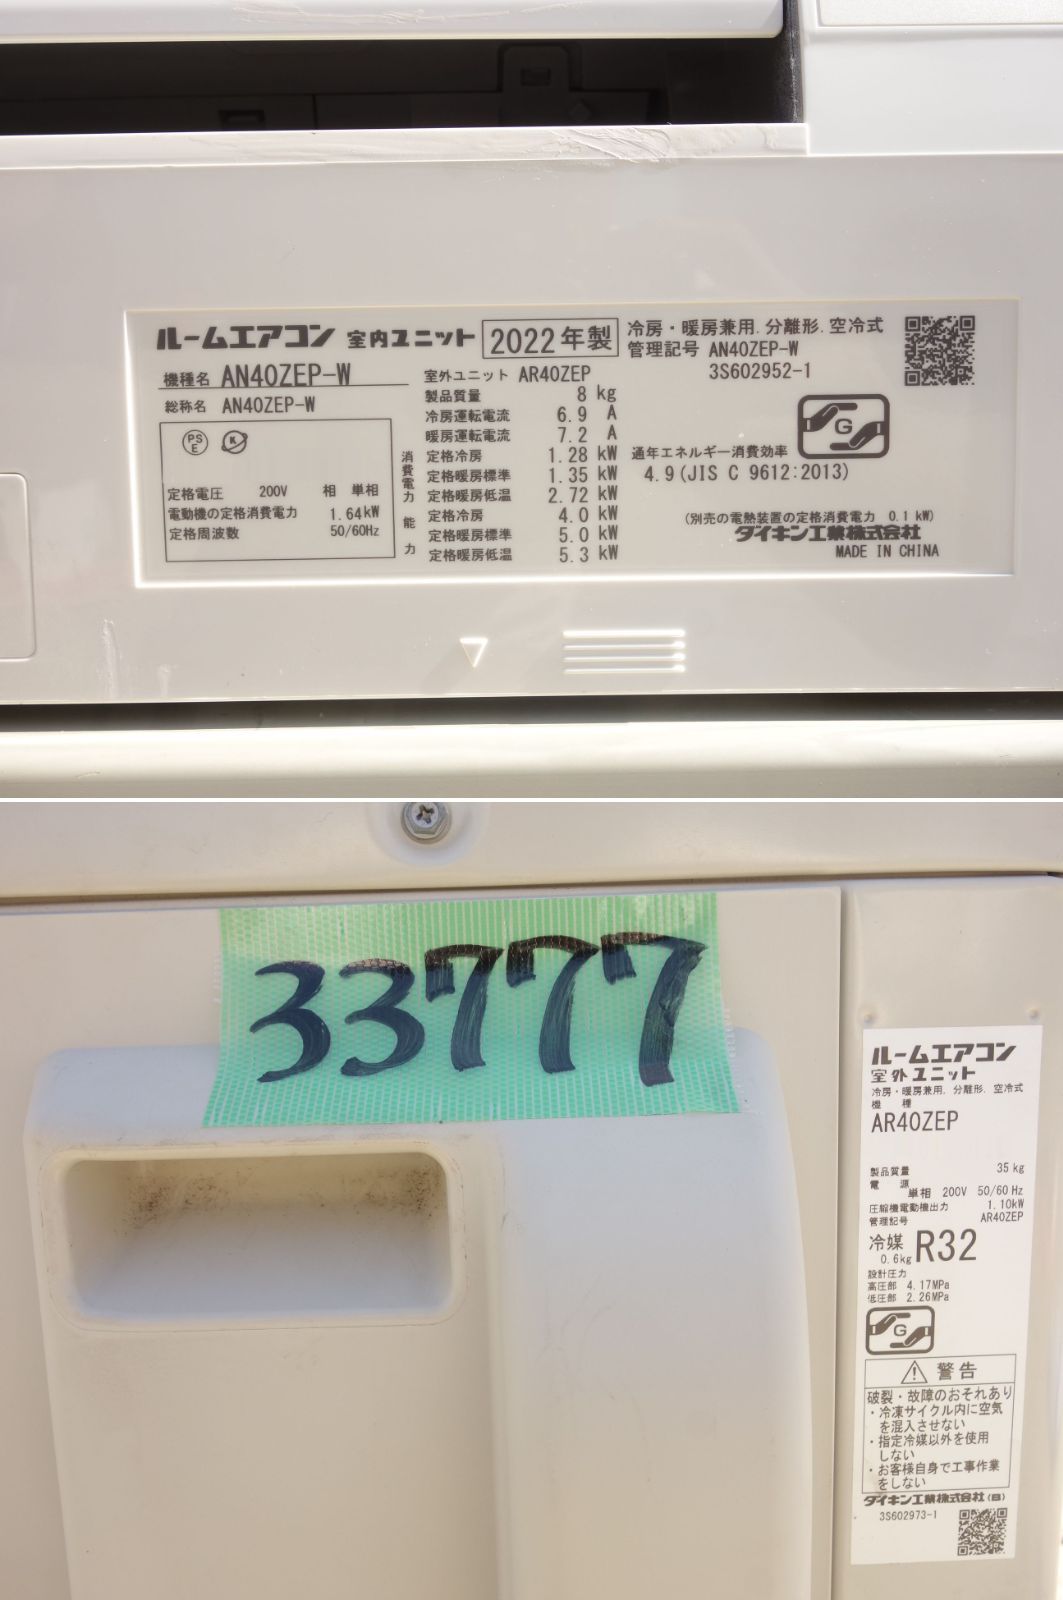 ルームエアコン 室内ユニット 2022年製
機種名 AN40ZEP-W
総称名 AN40ZEP-W
PS
E
K
定格電圧 200V 相 単相
電動機の定格消費電力 1.64kW
定格周波数 50/60Hz
室外ユニット AR40ZEP
製品質量 8 kg
冷房運転電流 6.9 A
暖房運転電流 7.2 A
消費電力
定格冷房 1.28 kW
定格暖房標準 1.35 kW
定格暖房低温 2.72 kW
能力
定格冷房 4.0 kW
定格暖房標準 5.0 kW
定格暖房低温 5.3 kW
冷房・暖房兼用.分離形.空冷式
管理記号 AN40ZEP-W
3S602952-1
G
通年エネルギー消費効率
4.9(JIS C 9612:2013)
(別売の電熱装置の定格消費電力 0.1 kW)
ダイキン工業株式会社
MADE IN CHINA
33777
ルームエアコン
室外ユニット
冷房・暖房兼用.分離形.空冷式
機種
AR40ZEP
製品質量 35 kg
電源
単相 200V 50/60 Hz
圧縮機電動機出力 1.10kW
管理記号 AR40ZEP
冷媒 R32
0.6kg
設計圧力
高圧部 4.17MPa
低圧部 2.26MPa
G
警告
破裂・故障のおそれあり
・冷凍サイクル内に空気
を混入させない
・指定冷媒以外を使用
しない
・お客様自身で工事作業
をしない
ダイキン工業株式会社(B)
3S602973-1